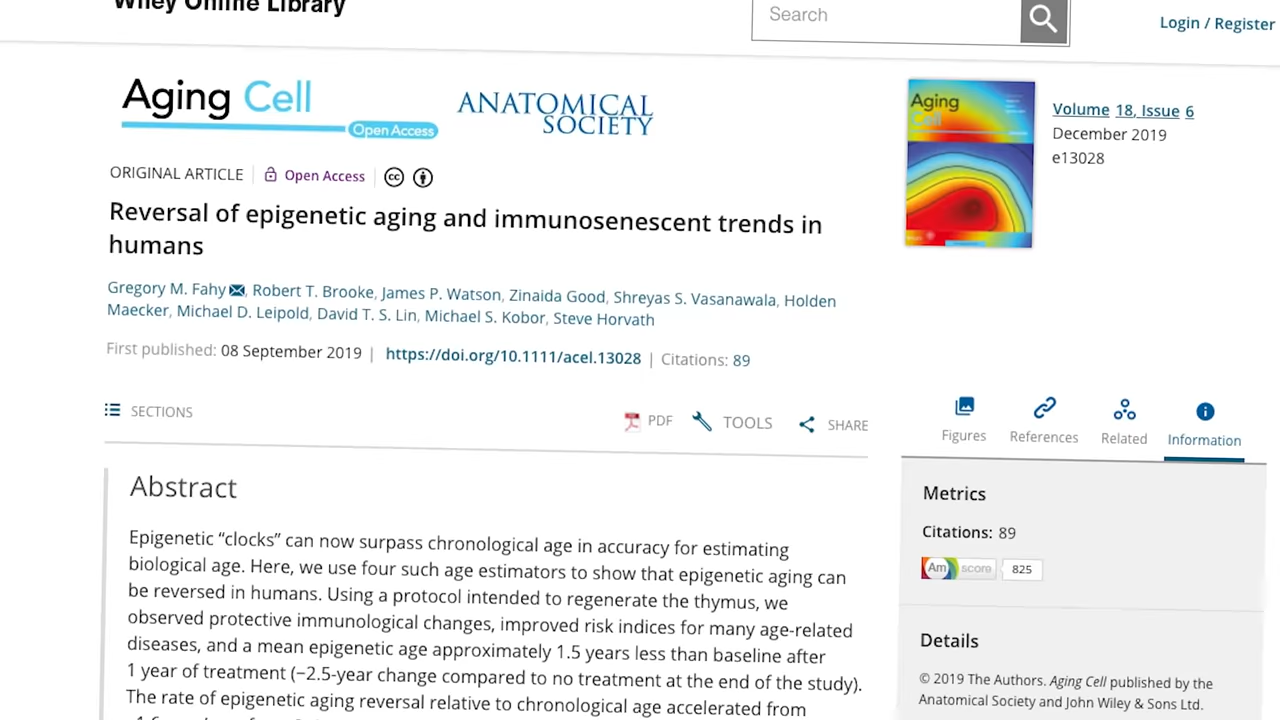 Wiley Online Library
Search
Login / Register
Aging Cell
Open Access
ANATOMICAL
SOCIETY
Aging
Cell
Volume 18, Issue 6
December 2019
e13028
ORIGINAL ARTICLE
Open Access
cc
Reversal of epigenetic aging and immunosenescent trends in
humans
Gregory M. Fahy, Robert T. Brooke, James P. Watson, Zinaida Good, Shreyas S. Vasanawala, Holden
Maecker, Michael D. Leipold, David T. S. Lin, Michael S. Kobor, Steve Horvath
First published: 08 September 2019 | https://doi.org/10.1111/acel.13028 | Citations: 89
SECTIONS
PDF
TOOLS
SHARE
Figures
References
Related
Information
Abstract
Epigenetic “clocks” can now surpass chronological age in accuracy for estimating
biological age. Here, we use four such age estimators to show that epigenetic aging can
be reversed in humans. Using a protocol intended to regenerate the thymus, we
observed protective immunological changes, improved risk indices for many age-related
diseases, and a mean epigenetic age approximately 1.5 years less than baseline after
1 year of treatment (−2.5-year change compared to no treatment at the end of the study).
The rate of epigenetic aging reversal relative to chronological age accelerated from
Metrics
Citations: 89
Am score 825
Details
© 2019 The Authors. Aging Cell published by the
Anatomical Society and John Wiley & Sons Ltd.